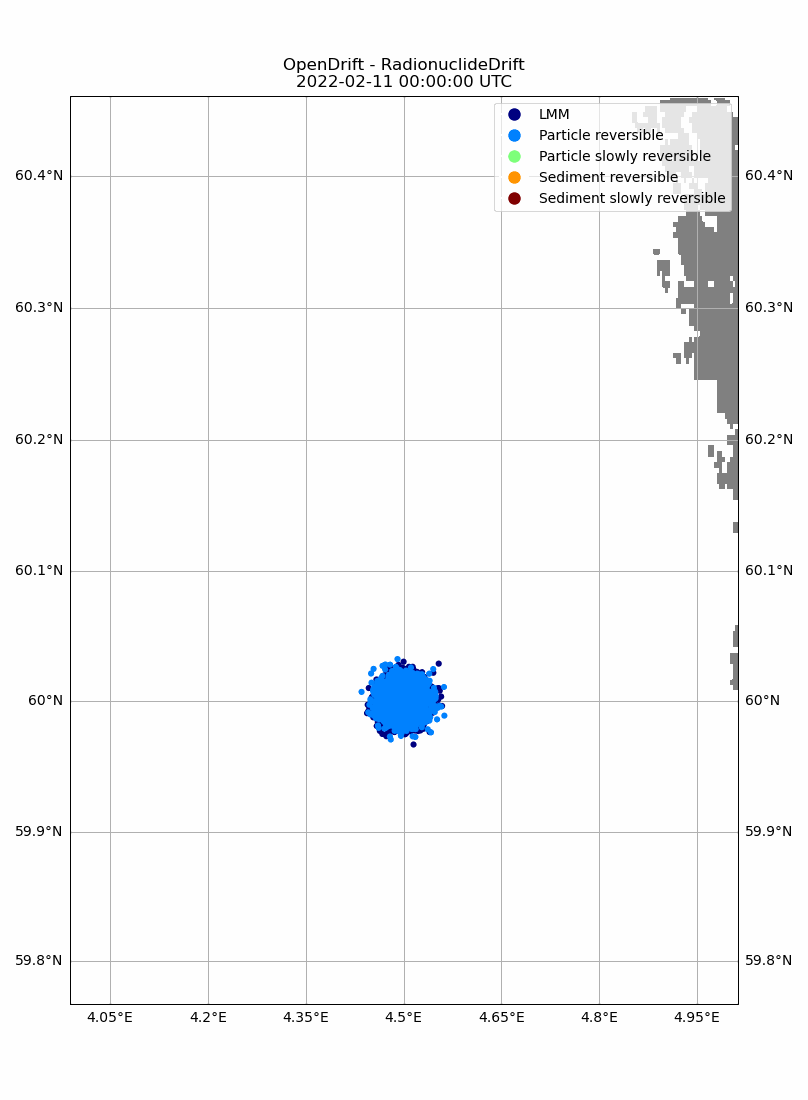 OpenDrift - RadionuclideDrift
2022-02-11 00:00:00 UTC
LMM
Particle reversible
Particle slowly reversible
Sediment reversible
Sediment slowly reversible
60.4°N 60.4°N
60.3°N 60.3°N
60.2°N 60.2°N
60.1°N 60.1°N
60°N 60°N
59.9°N 59.9°N
59.8°N 59.8°N
4.05°E 4.2°E 4.35°E 4.5°E 4.65°E 4.8°E 4.95°E